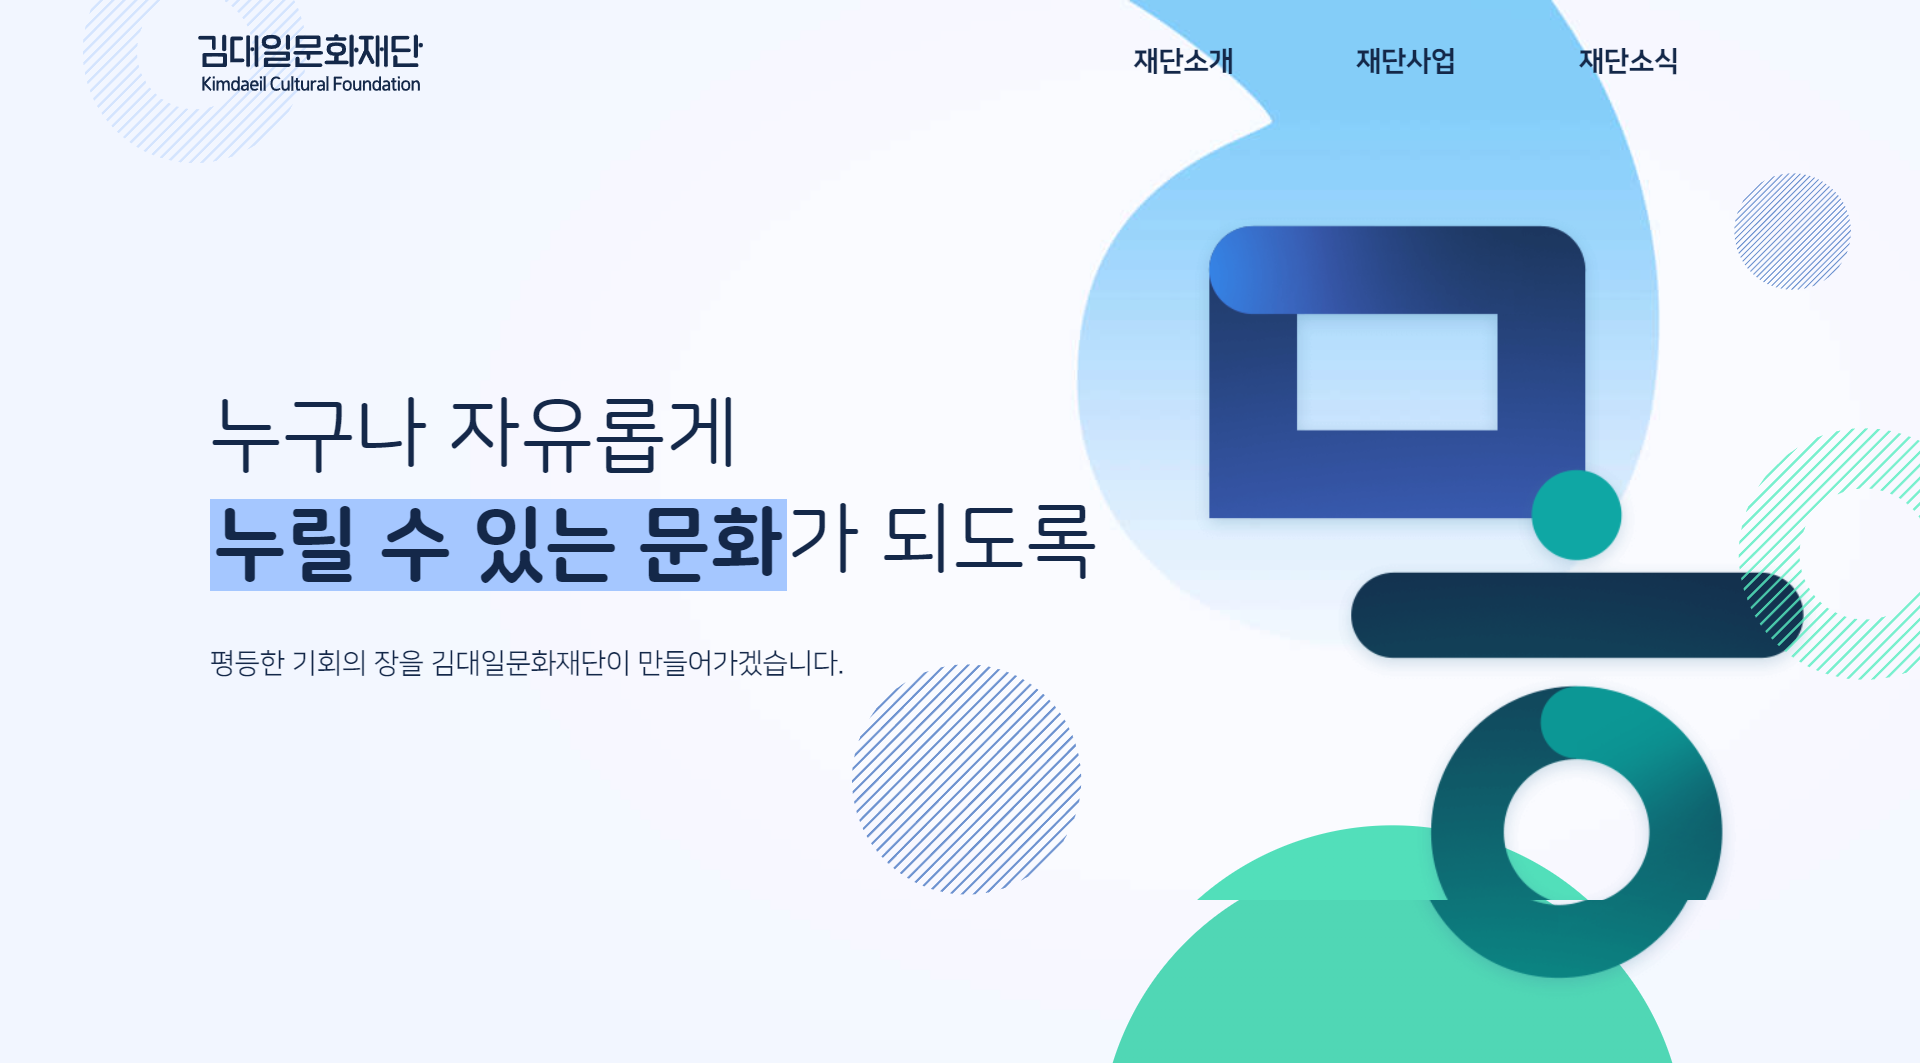 김대일문화재단
Kimdaeil Cultural Foundation
재단소개 재단사업 재단소식
누구나 자유롭게
누릴 수 있는 문화가 되도록
평등한 기회의 장을 김대일문화재단이 만들어가겠습니다.